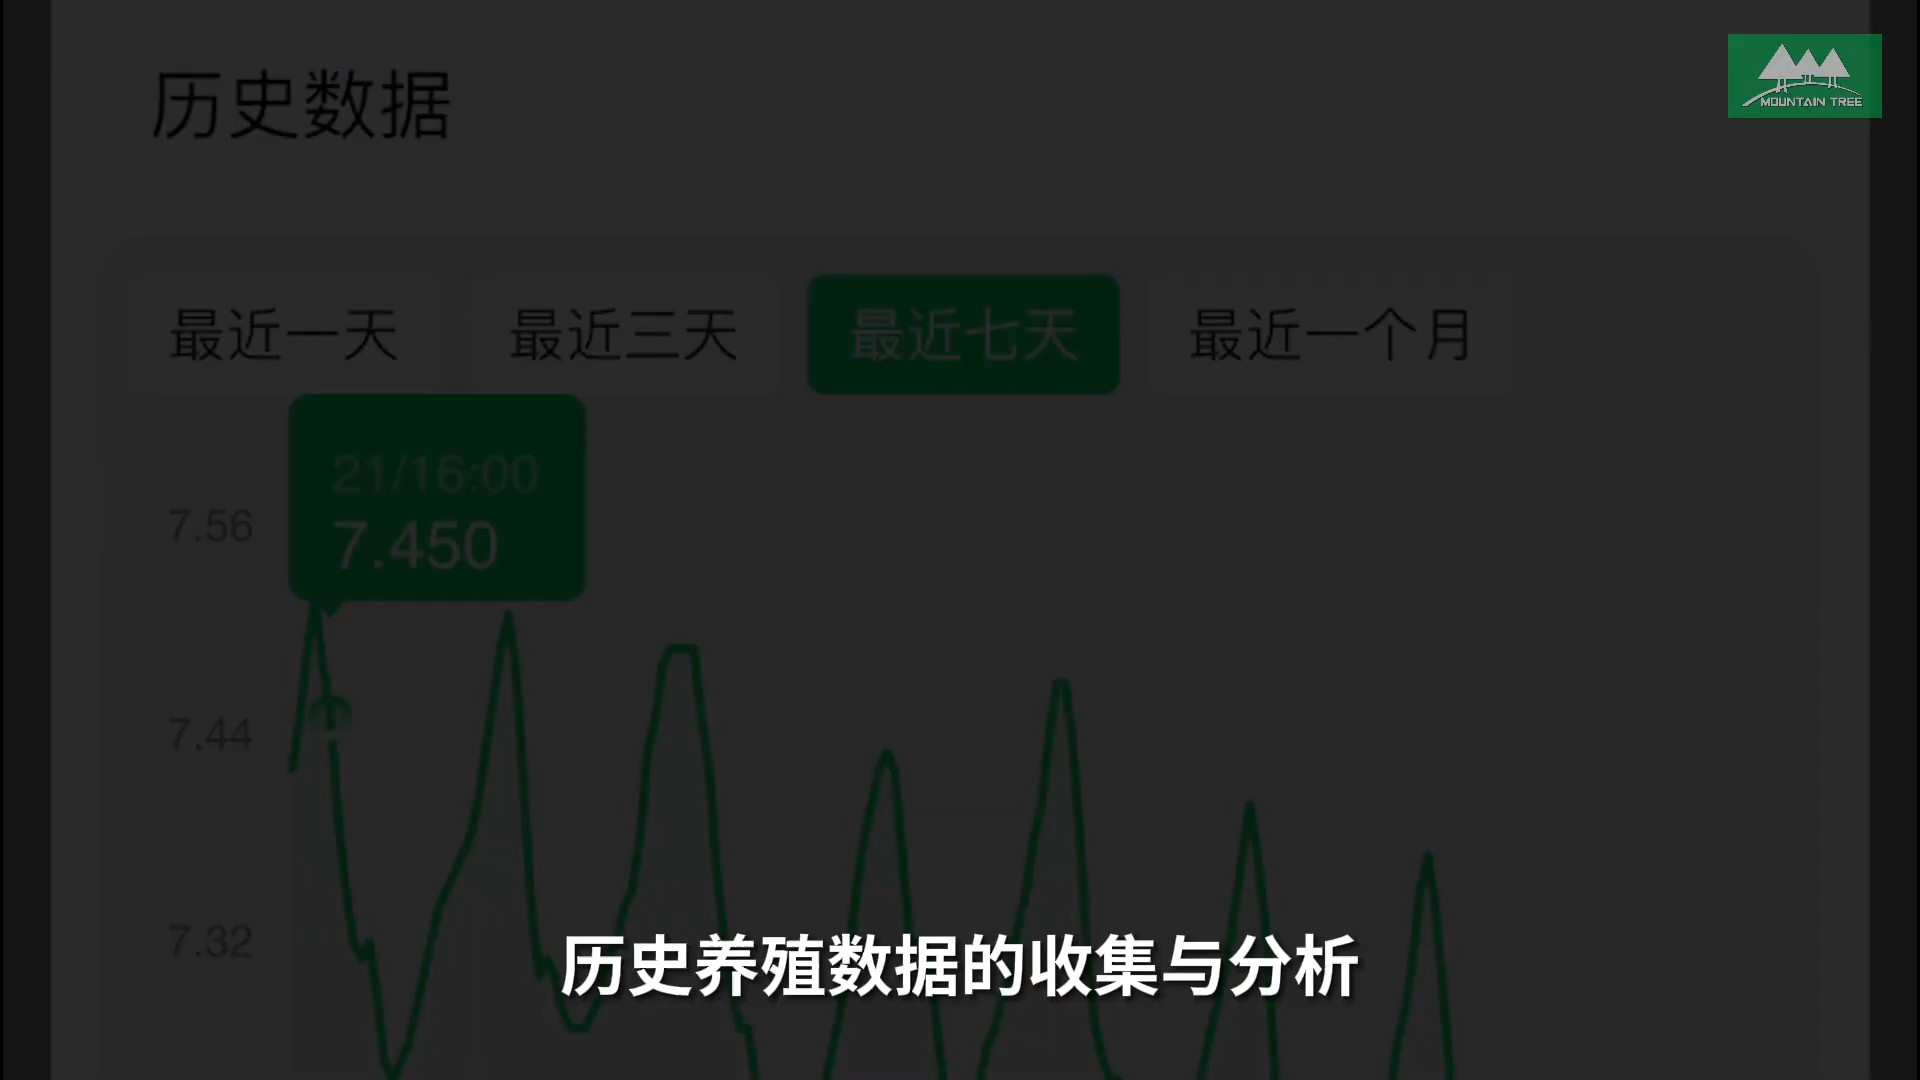 历史数据
MOUNTAIN TREE
最近一天
最近三天
最近七天
最近一个月
21/16:00
7.450
7.56
7.44
7.32
历史养殖数据的收集与分析